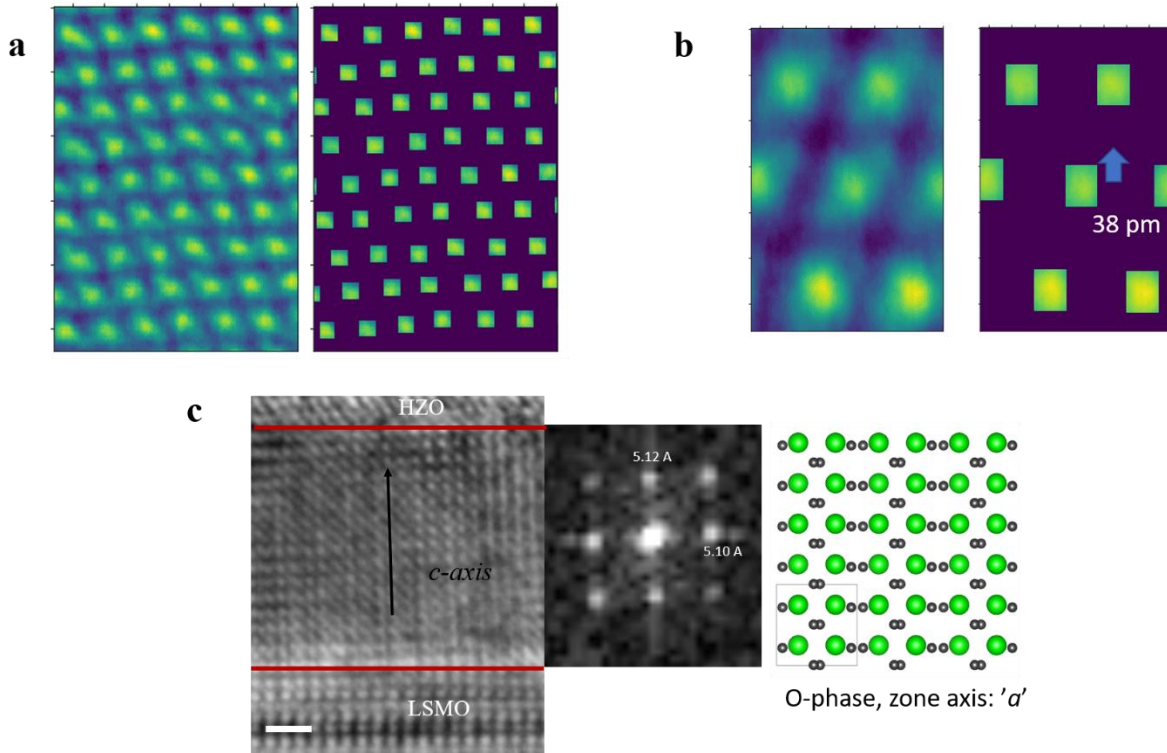 a
b
38 pm
c
HZO
c-axis
LSMO
5.12 A
5.10 A
O-phase, zone axis: 'a'